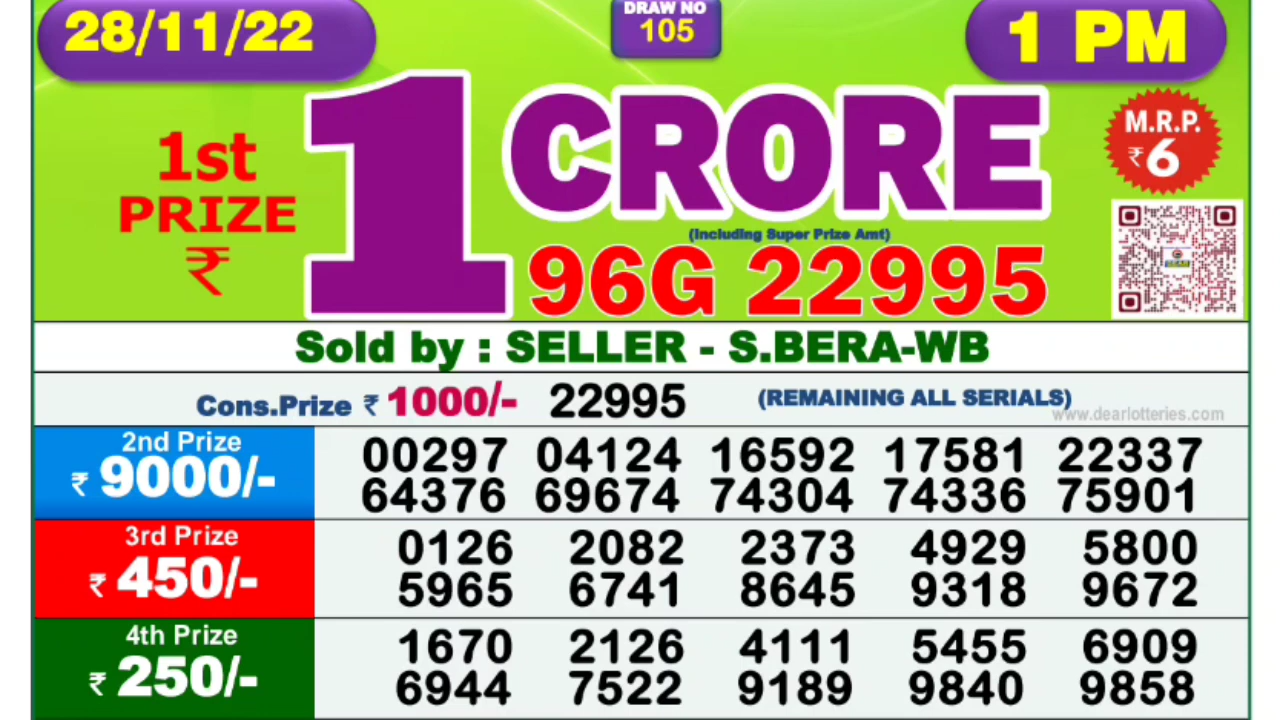 28/11/22
DRAW NO
105
1 PM
1st
PRIZE
₹
1 CRORE
(Including Super Prize Amt)
96G 22995
M.R.P.
₹6
Sold by : SELLER - S.BERA-WB
Cons.Prize ₹ 1000/- 22995 (REMAINING ALL SERIALS)
www.dearlotteries.com
2nd Prize
₹ 9000/-
00297 04124 16592 17581 22337
64376 69674 74304 74336 75901
3rd Prize
₹ 450/-
0126 2082 2373 4929 5800
5965 6741 8645 9318 9672
4th Prize
₹ 250/-
1670 2126 4111 5455 6909
6944 7522 9189 9840 9858